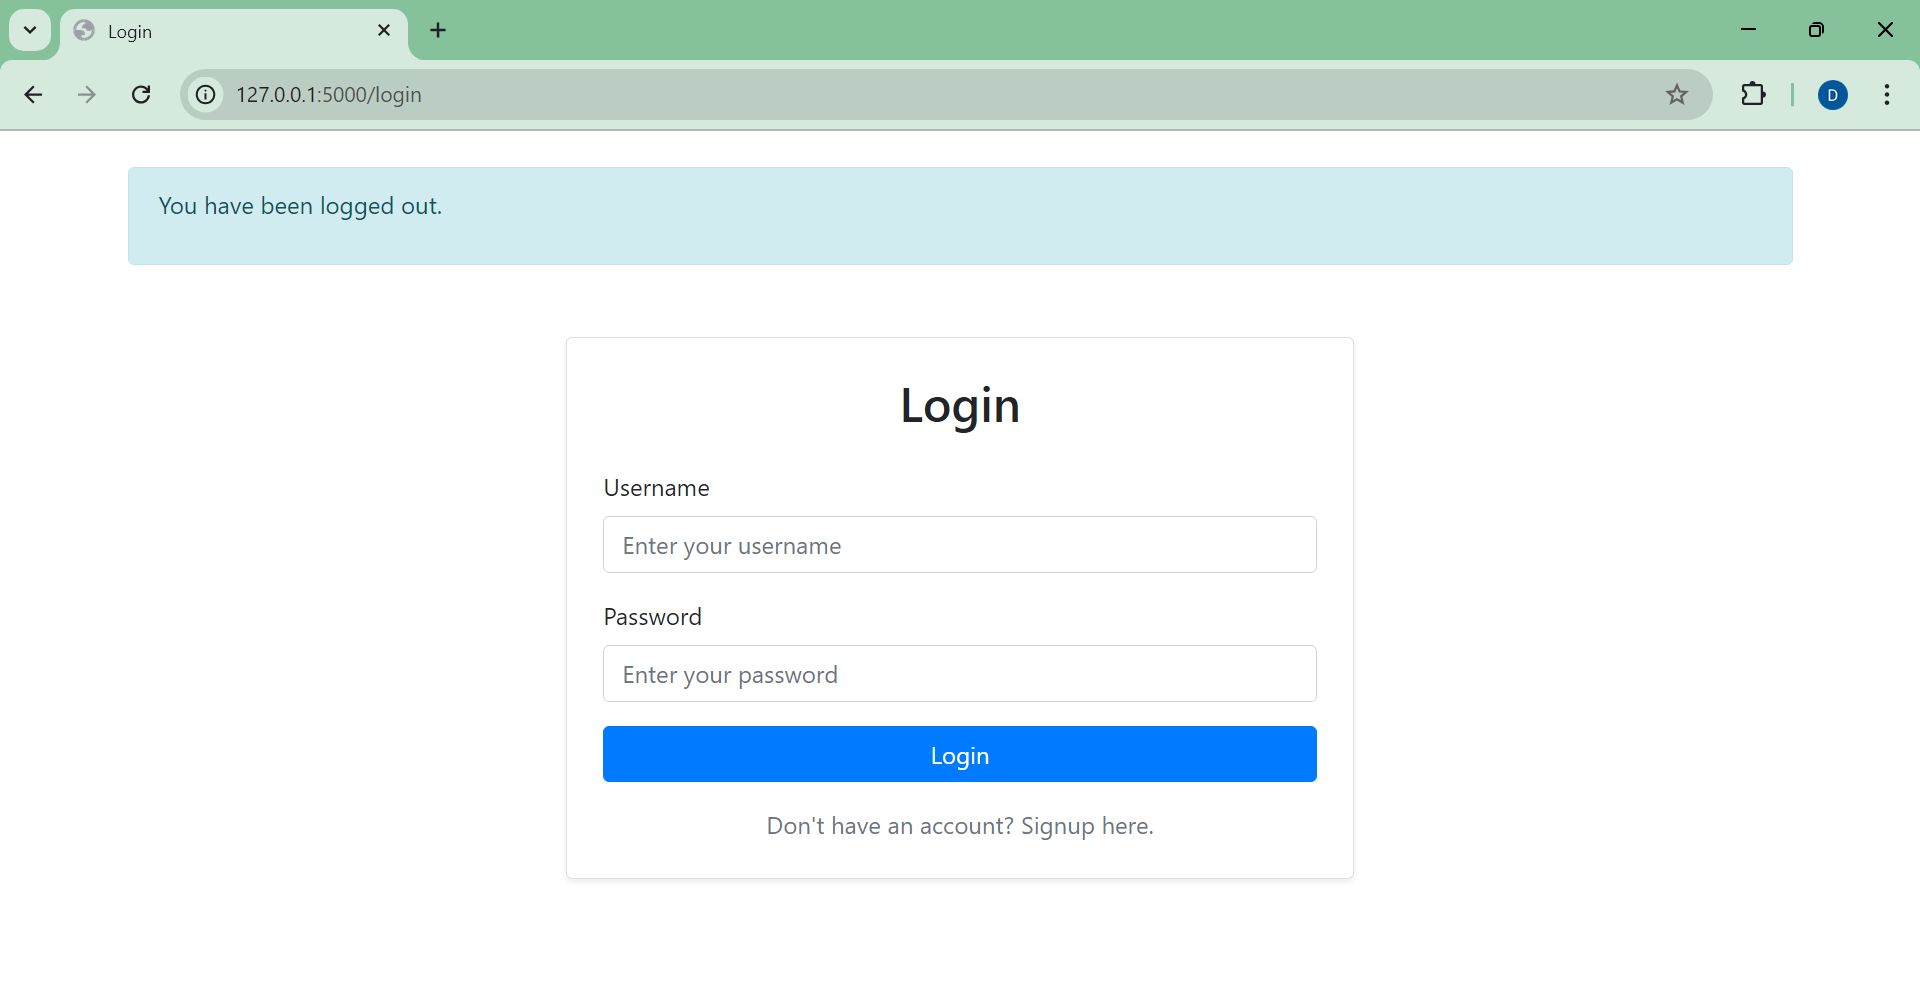 Login
127.0.0.1:5000/login
D
You have been logged out.
Login
Username
Enter your username
Password
Enter your password
Login
Don't have an account? Signup here.